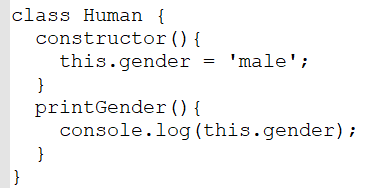 class Human {
  constructor(){
    this.gender = 'male';
  }
  printGender(){
    console.log(this.gender);
  }
}